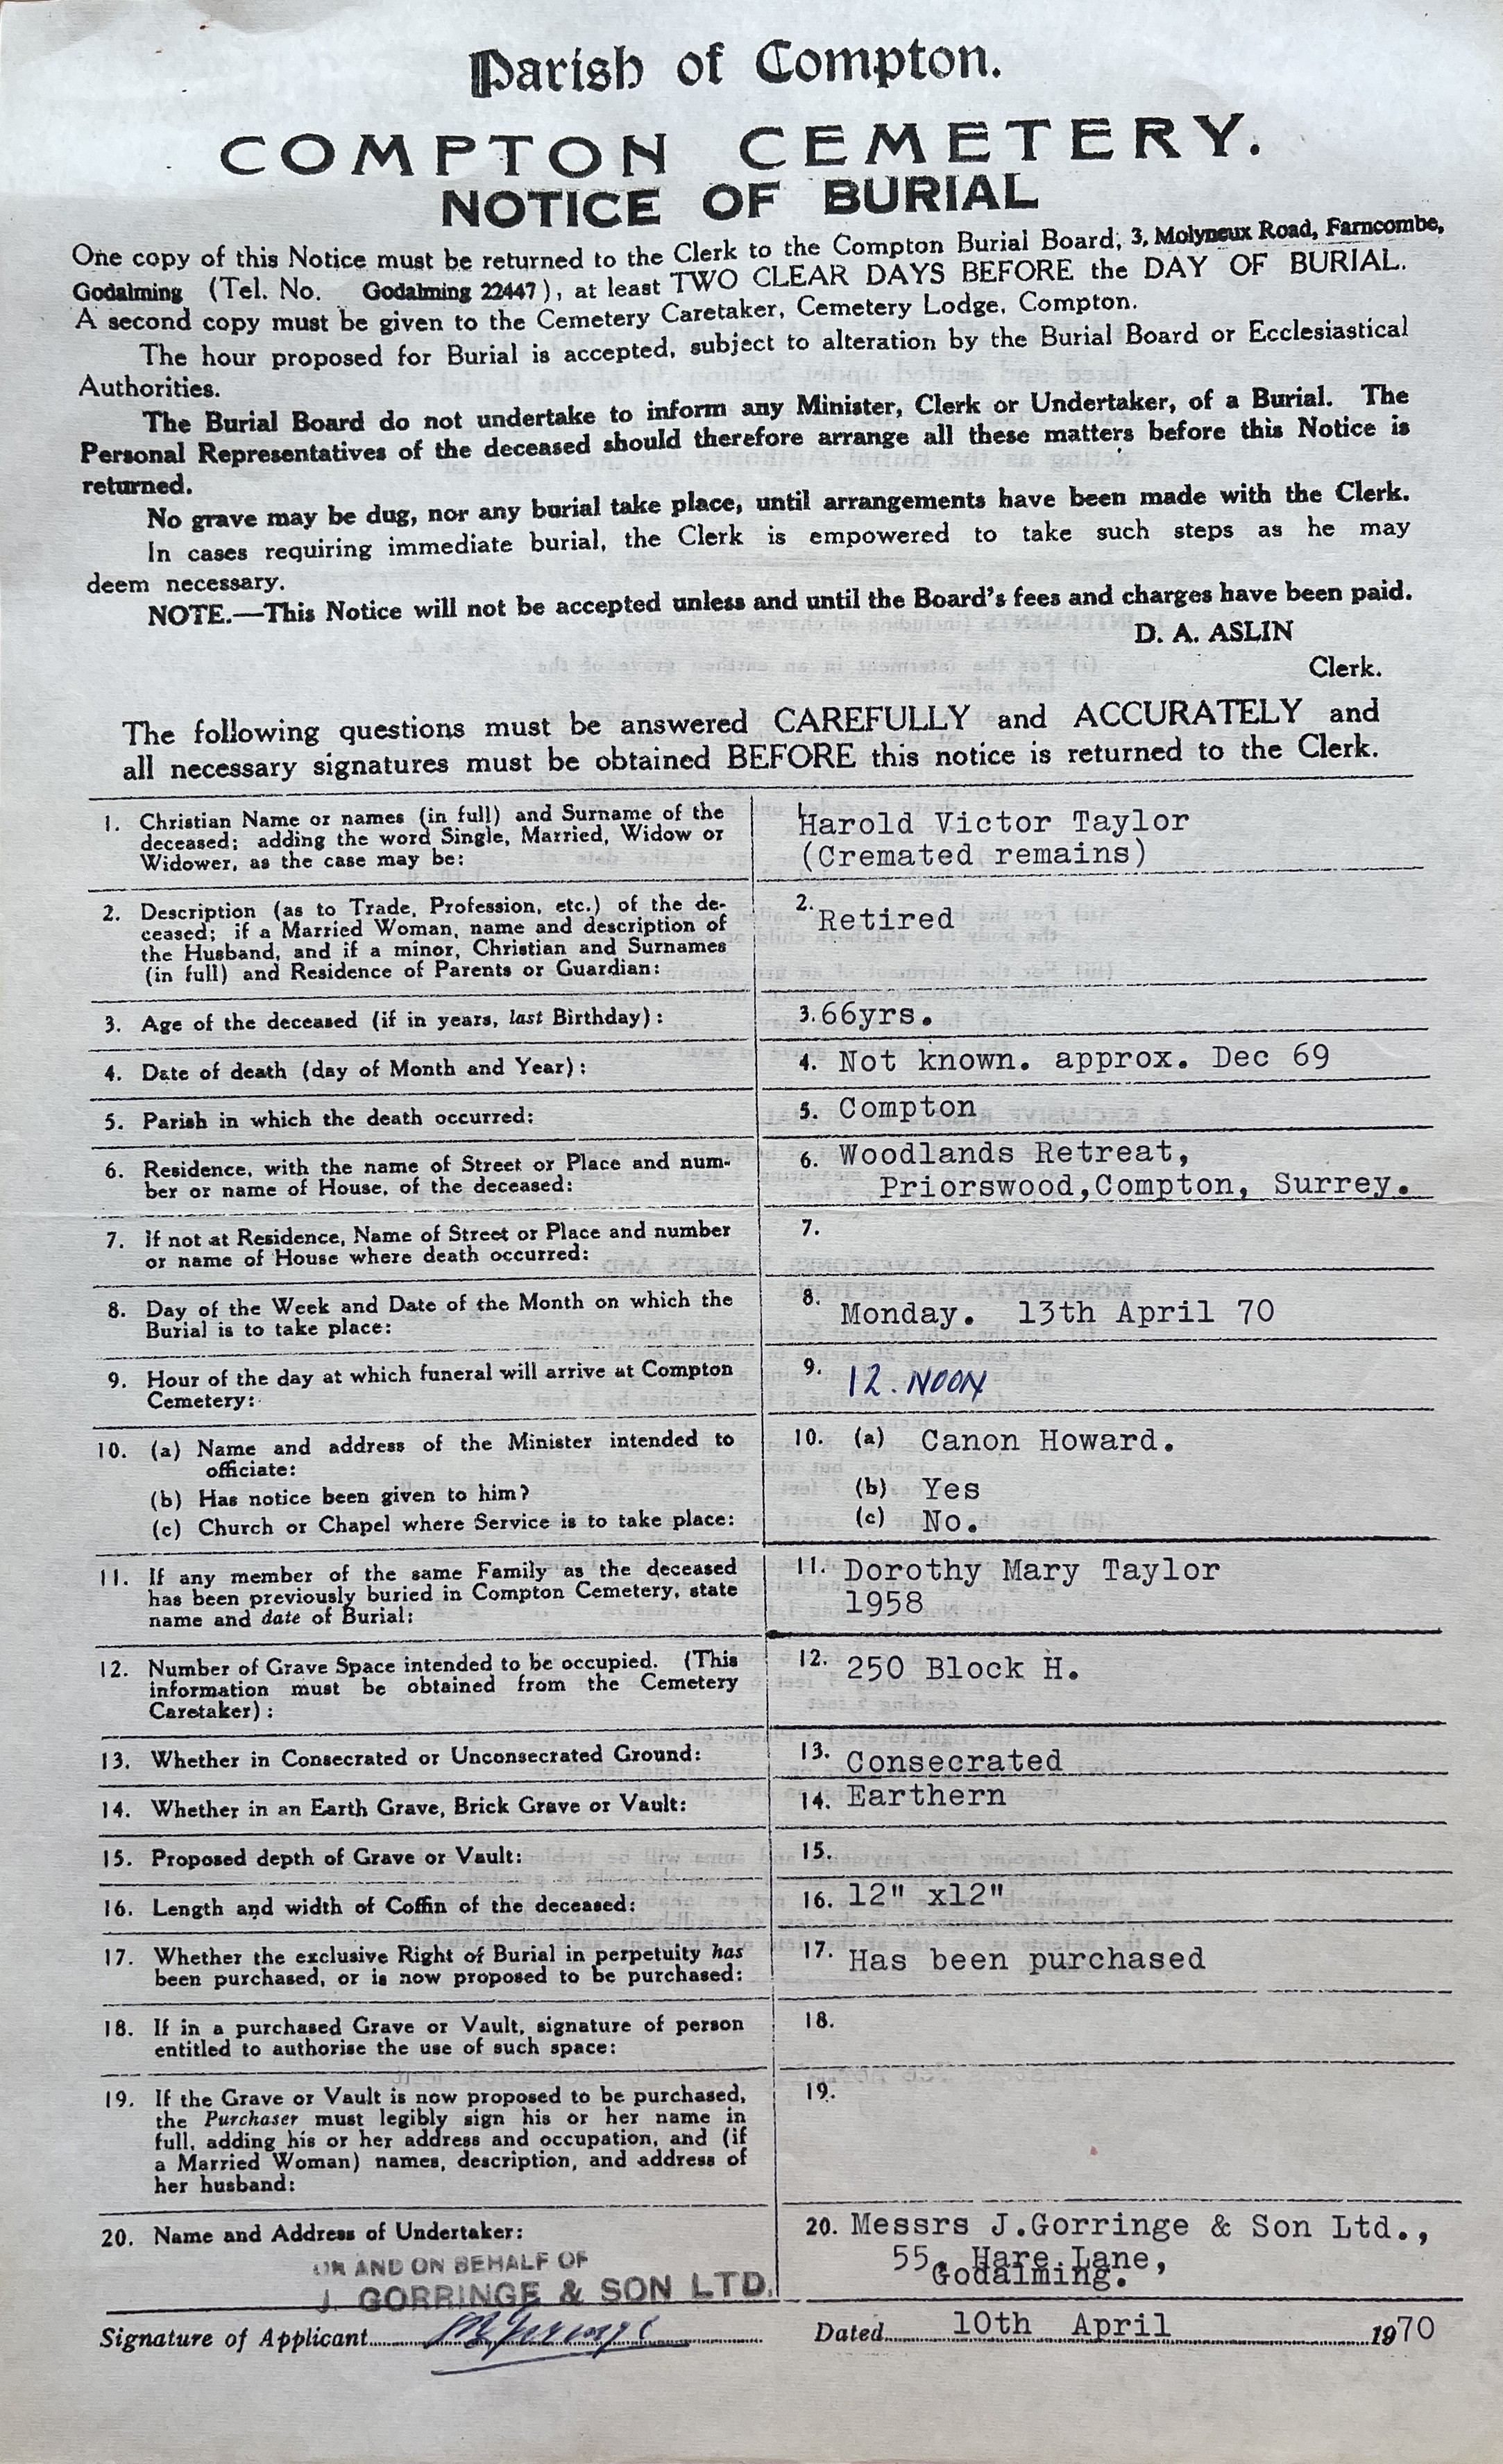 Parish of Compton.
COMPTON CEMETERY.
NOTICE OF BURIAL
One copy of this Notice must be returned to the Clerk to the Compton Burial Board, 3, Molyneux Road, Farncombe,
Godalming (Tel. No. Godalming 22447), at least TWO CLEAR DAYS BEFORE the DAY OF BURIAL.
A second copy must be given to the Cemetery Caretaker, Cemetery Lodge, Compton.
The hour proposed for Burial is accepted, subject to alteration by the Burial Board or Ecclesiastical
Authorities.
The Burial Board do not undertake to inform any Minister, Clerk or Undertaker, of a Burial. The
Personal Representatives of the deceased should therefore arrange all these matters before this Notice is
returned.
No grave may be dug, nor any burial take place, until arrangements have been made with the Clerk.
In cases requiring immediate burial, the Clerk is empowered to take such steps as he may
deem necessary.
NOTE.—This Notice will not be accepted unless and until the Board's fees and charges have been paid.
D. A. ASLIN
Clerk.
The following questions must be answered CAREFULLY and ACCURATELY and
all necessary signatures must be obtained BEFORE this notice is returned to the Clerk.
1. Christian Name or names (in full) and Surname of the
deceased; adding the word Single, Married, Widow or
Widower, as the case may be:
Harold Victor Taylor
(Cremated remains)
2. Description (as to Trade, Profession, etc.) of the de-
ceased; if a Married Woman, name and description of
the Husband, and if a minor, Christian and Surnames
(in full) and Residence of Parents or Guardian:
2. Retired
3. Age of the deceased (if in years, last Birthday):
3. 66yrs.
4. Date of death (day of Month and Year):
4. Not known. approx. Dec 69
5. Parish in which the death occurred:
5. Compton
6. Residence, with the name of Street or Place and num-
ber or name of House, of the deceased:
6. Woodlands Retreat,
Priorswood,Compton, Surrey.
7. If not at Residence, Name of Street or Place and number
or name of House where death occurred:
7.
8. Day of the Week and Date of the Month on which the
Burial is to take place:
8. Monday. 13th April 70
9. Hour of the day at which funeral will arrive at Compton
Cemetery:
9. 12. NOON
10. (a) Name and address of the Minister intended to
officiate:
(b) Has notice been given to him?
(c) Church or Chapel where Service is to take place:
10. (a) Canon Howard.
(b) Yes
(c) No.
11. If any member of the same Family as the deceased
has been previously buried in Compton Cemetery, state
name and date of Burial:
11. Dorothy Mary Taylor
1958
12. Number of Grave Space intended to be occupied. (This
information must be obtained from the Cemetery
Caretaker):
12. 250 Block H.
13. Whether in Consecrated or Unconsecrated Ground:
13. Consecrated
14. Whether in an Earth Grave, Brick Grave or Vault:
14. Earthern
15. Proposed depth of Grave or Vault:
15.
16. Length and width of Coffin of the deceased:
16. 12" x12"
17. Whether the exclusive Right of Burial in perpetuity has
been purchased, or is now proposed to be purchased:
17. Has been purchased
18. If in a purchased Grave or Vault, signature of person
entitled to authorise the use of such space:
18.
19. If the Grave or Vault is now proposed to be purchased,
the Purchaser must legibly sign his or her name in
full, adding his or her address and occupation, and (if
a Married Woman) names, description, and address of
her husband:
19.
20. Name and Address of Undertaker:
20. Messrs J.Gorringe & Son Ltd.,
55, Hare Lane,
Godalming.
OR AND ON BEHALF OF
J. GORRINGE & SON LTD.
Signature of Applicant
Dated 10th April 1970